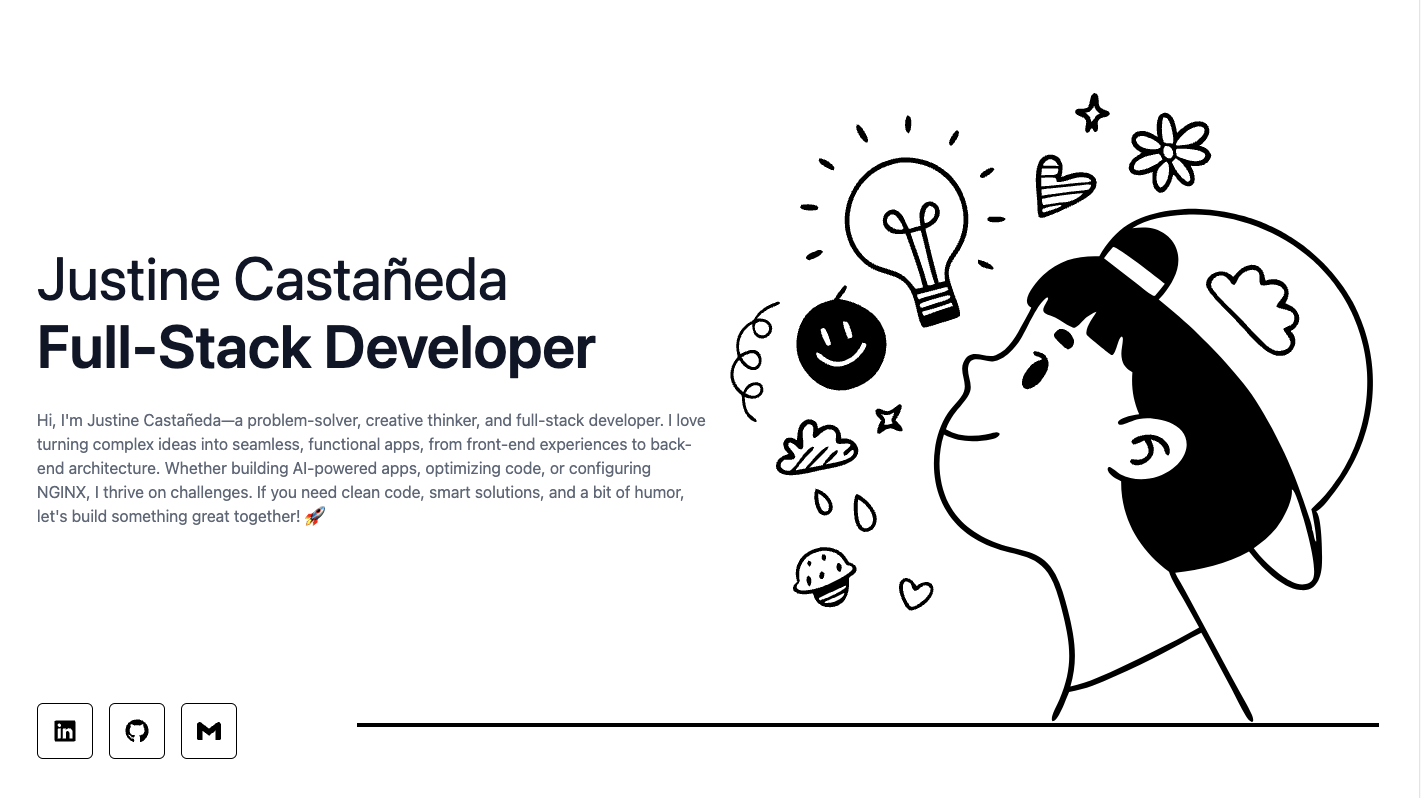 Justine Castañeda
Full-Stack Developer
Hi, I'm Justine Castañeda—a problem-solver, creative thinker, and full-stack developer. I love
turning complex ideas into seamless, functional apps, from front-end experiences to back-
end architecture. Whether building AI-powered apps, optimizing code, or configuring
NGINX, I thrive on challenges. If you need clean code, smart solutions, and a bit of humor,
let's build something great together! 🚀
in